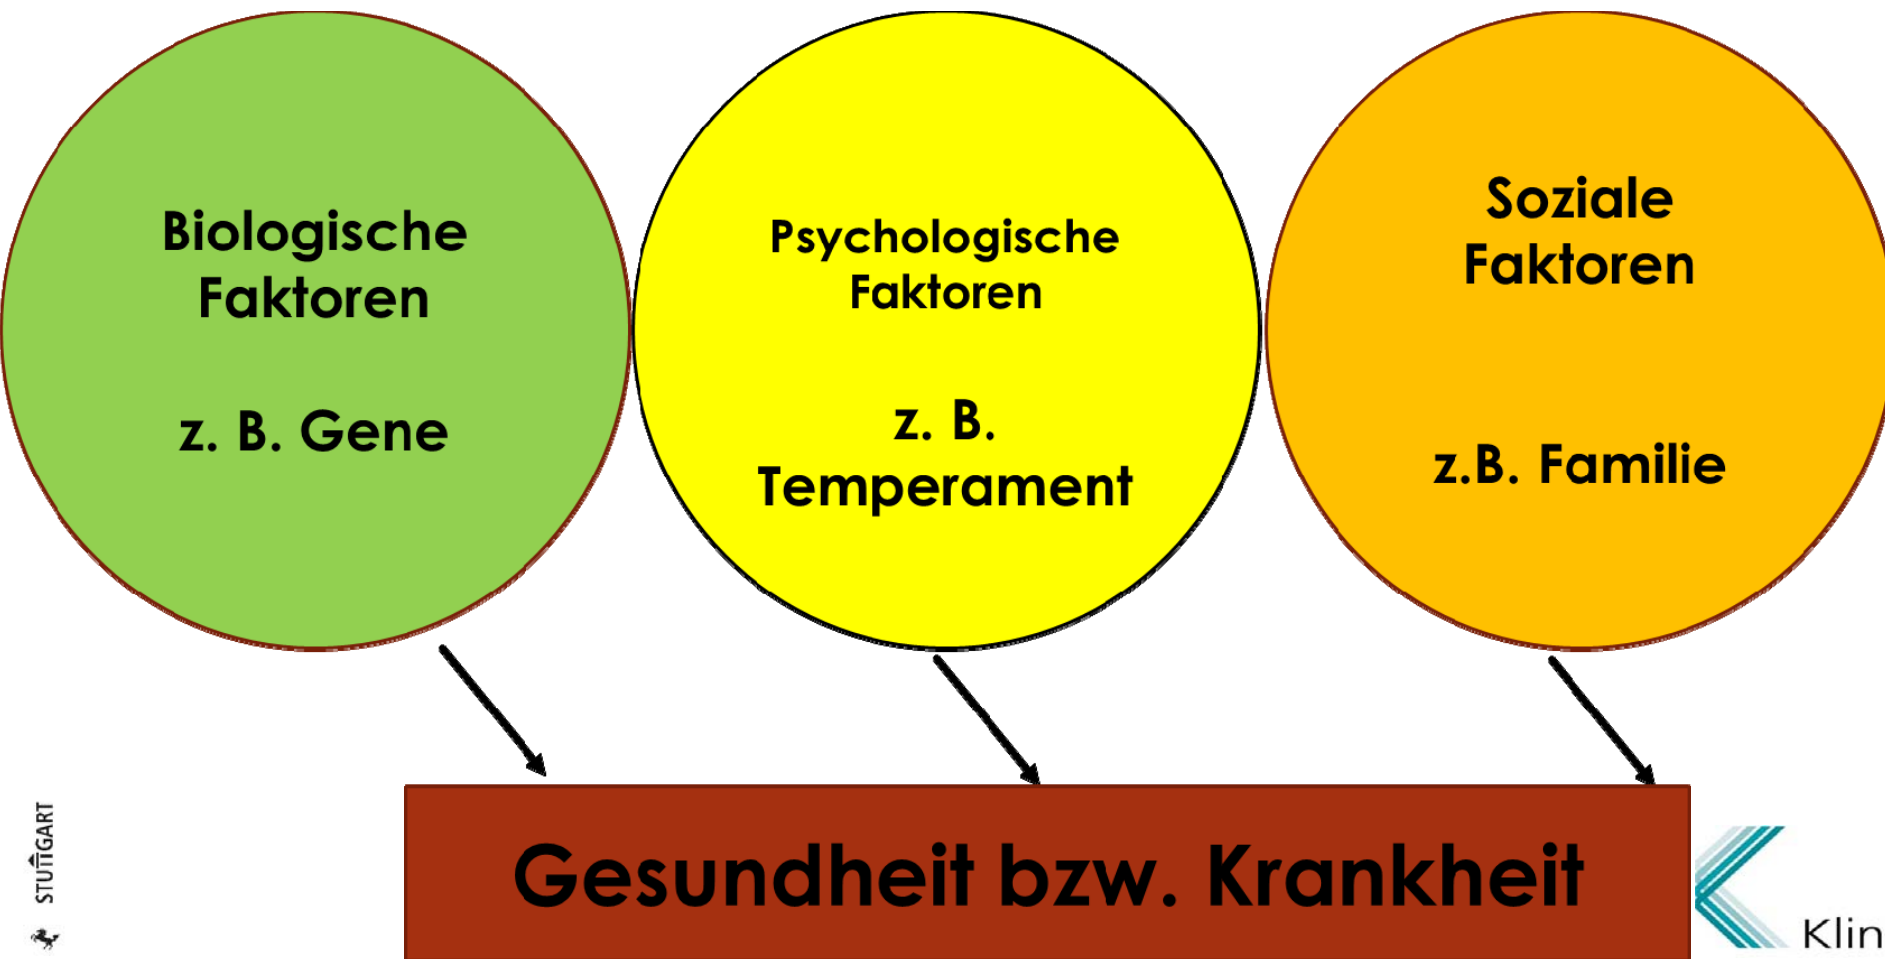 Biologische
Faktoren
z. B. Gene
Psychologische
Faktoren
z. B.
Temperament
Soziale
Faktoren
z.B. Familie
Gesundheit bzw. Krankheit
STUTTGART
Klin